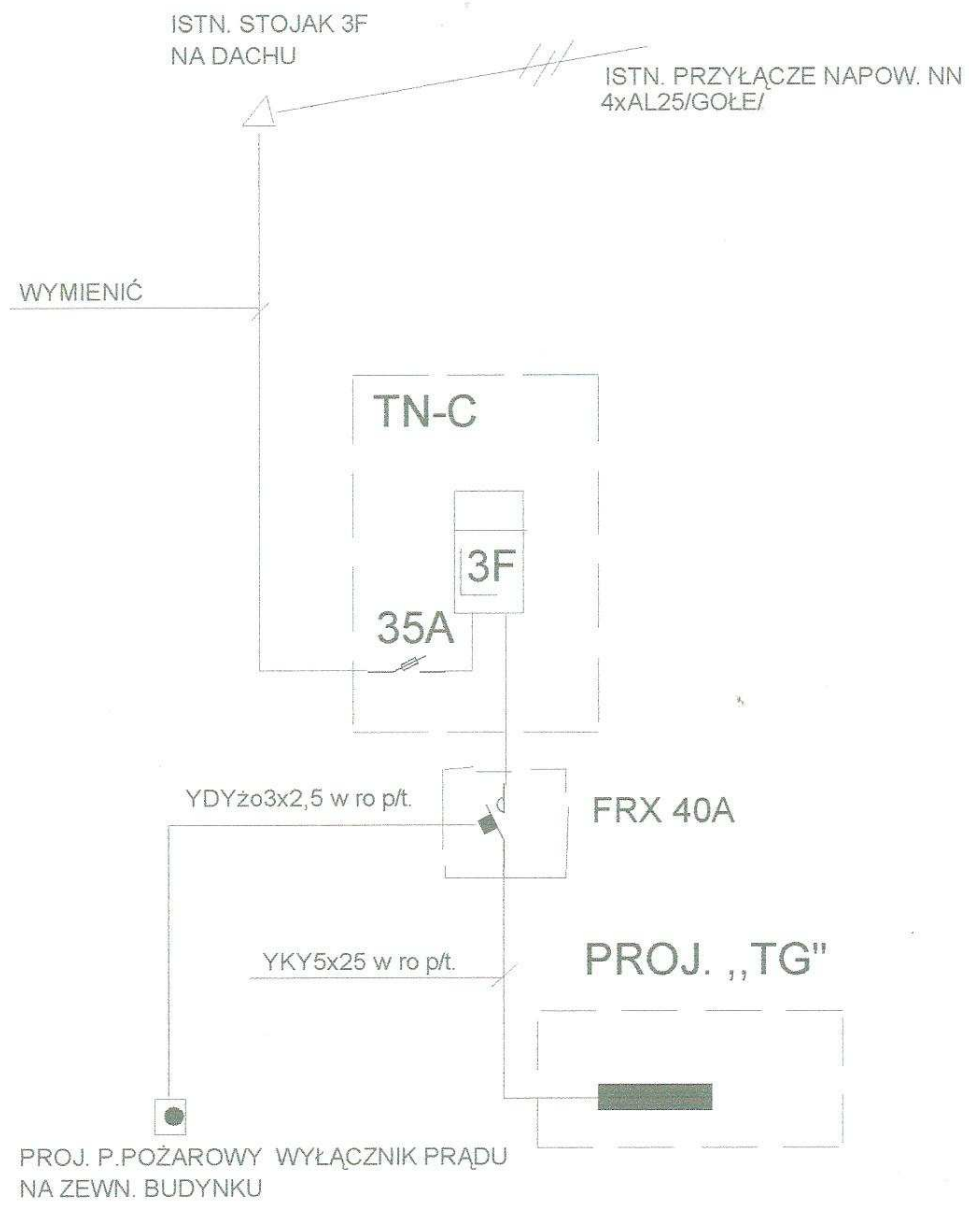 ISTN. STOJAK 3F
NA DACHU
ISTN. PRZYŁĄCZE NAPOW. NN
4xAL25/GOŁE/
WYMIENIĆ
TN-C
3F
35A
YDYżo3x2,5 w ro p/t.
FRX 40A
YKY5x25 w ro p/t.
PROJ. ,,TG"
PROJ. P.POŻAROWY WYŁĄCZNIK PRĄDU
NA ZEWN. BUDYNKU